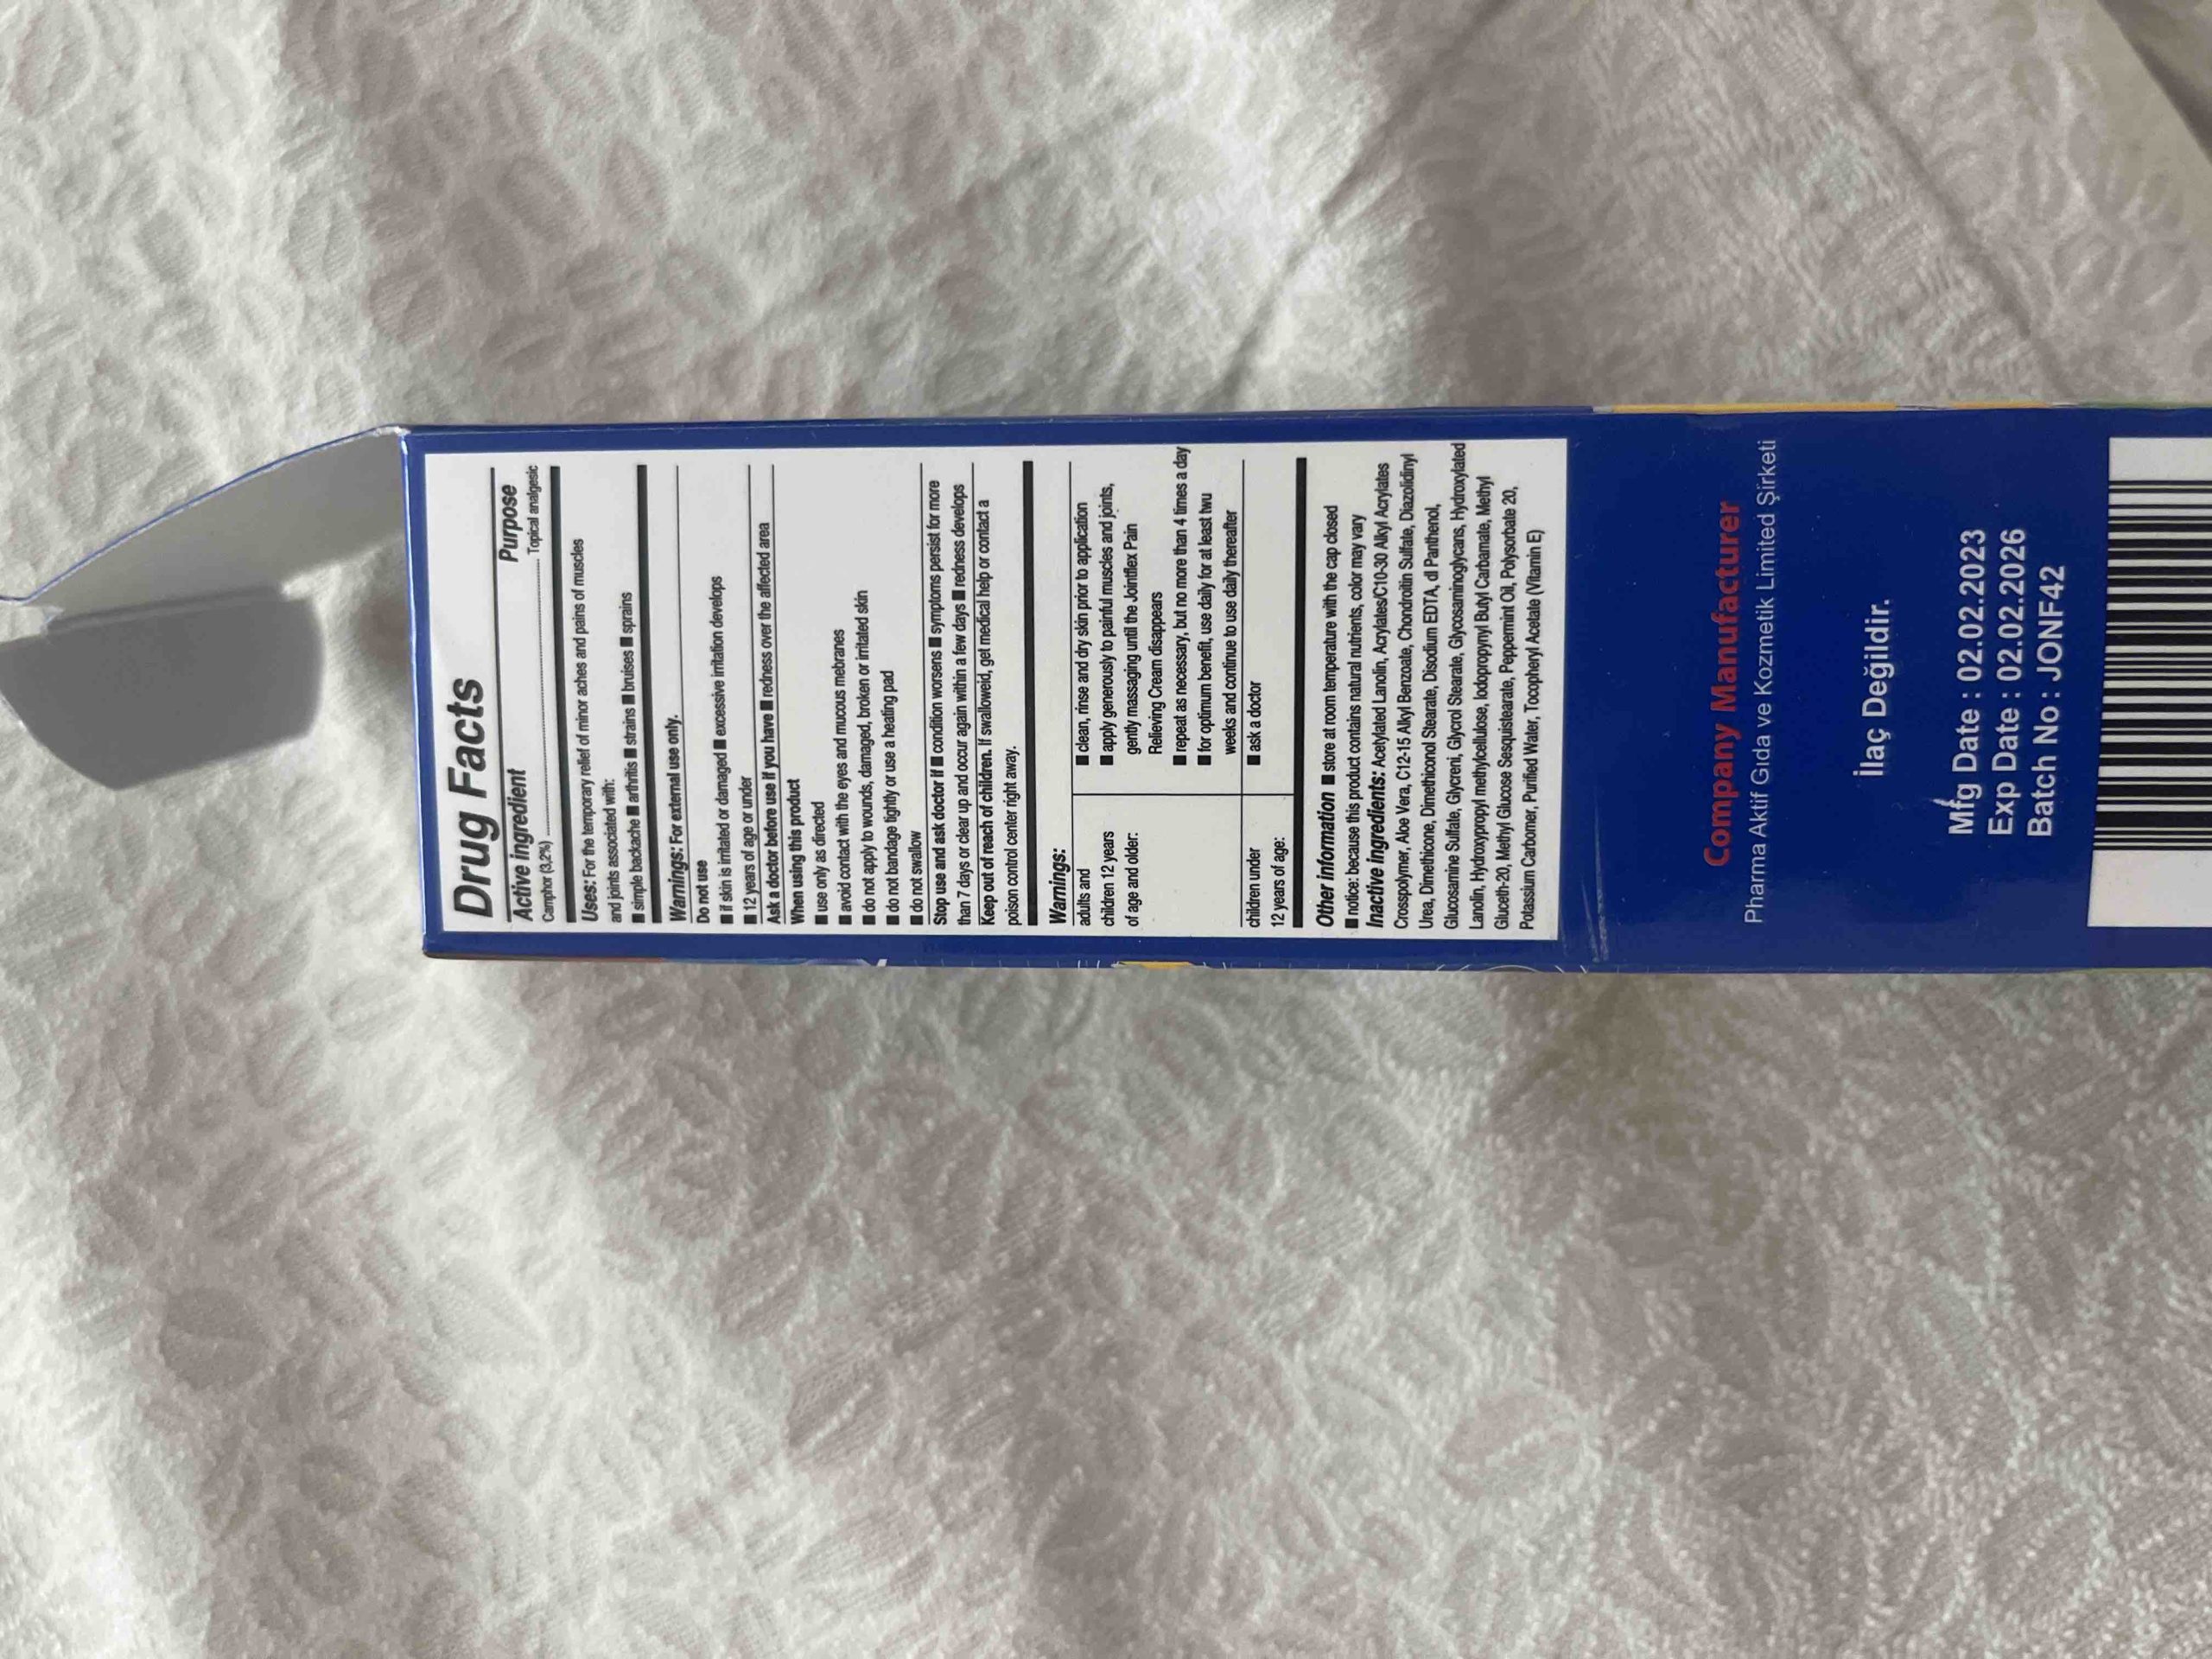 Drug Facts
Active ingredient Purpose
Camphor (3,2%) Topical analgesic
Uses: For the temporary relief of minor aches and pains of muscles
and joints associated with:
■ simple backache ■ arthritis ■ strains ■ bruises ■ sprains
Warnings: For external use only.
Do not use
■ if skin is irritated or damaged ■ excessive irritation develops
■ 12 years of age or under
Ask a doctor before use if you have ■ redness over the affected area
When using this product
■ use only as directed
■ avoid contact with the eyes and mucous mebranes
■ do not apply to wounds, damaged, broken or irritated skin
■ do not bandage tightly or use a heating pad
■ do not swallow
Stop use and ask doctor if ■ condition worsens ■ symptoms persist for more
than 7 days or clear up and occur again within a few days ■ redness develops
Keep out of reach of children. If swalloweid, get medical help or contact a
poison control center right away.
Warnings:
adults and
children 12 years
of age and older:
■ clean, rinse and dry skin prior to application
■ apply generously to painful muscles and joints,
gently massaging until the Jointflex Pain
Relieving Cream disappears
■ repeat as necessary, but no more than 4 times a day
■ for optimum benefit, use daily for at least twu
weeks and continue to use daily thereafter
children under
12 years of age:
■ ask a doctor
Other information ■ store at room temperature with the cap closed
■ notice: because this product contains natural nutrients, color may vary
Inactive ingredients: Acetylated Lanolin, Acrylates/C10-30 Alkyl Acrylates
Crosspolymer, Aloe Vera, C12-15 Alkyl Benzoate, Chondroitin Sulfate, Diazolidinyl
Urea, Dimethicone, Dimethiconol Stearate, Disodium EDTA, dl Panthenol,
Glucosamine Sulfate, Glycreni, Glycrol Stearate, Glycosaminoglycans, Hydroxylated
Lanolin, Hydroxypropyl methylcellulose, Iodopropynyl Butyl Carbamate, Methyl
Gluceth-20, Methyl Glucose Sesquistearate, Peppermint Oil, Polysorbate 20,
Potassium Carbomer, Purified Water, Tocopheryl Acetate (Vitamin E)
Company Manufacturer
Pharma Aktif Gıda ve Kozmetik Limited Şirketi
İlaç Değildir.
Mfg Date : 02.02.2023
Exp Date : 02.02.2026
Batch No : JONF42